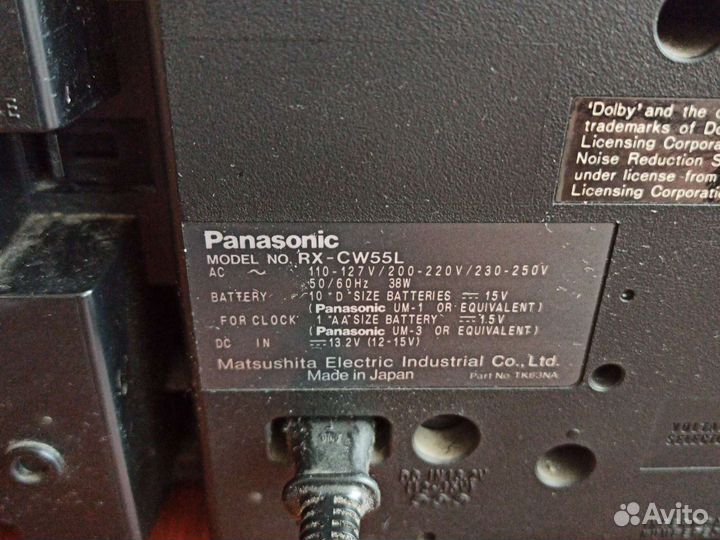 'Dolby' and the
trademarks of
Licensing
Noise Reduction
under license from
Licensing
Panasonic
MODEL NO. RX-CW55L
AC ~ 110-127V/200-220V/230-250V
50/60Hz 38W
BATTERY 10 "D" SIZE BATTERIES ⎓ 15V
(Panasonic UM-1 OR EQUIVALENT)
FOR CLOCK 1 "AA" SIZE BATTERY ⎓ 1.5V
(Panasonic UM-3 OR EQUIVALENT)
DC IN ⎓ 13.2V (12-15V)
Matsushita Electric Industrial Co., Ltd.
Made in Japan Part No. TK63NA
Avito